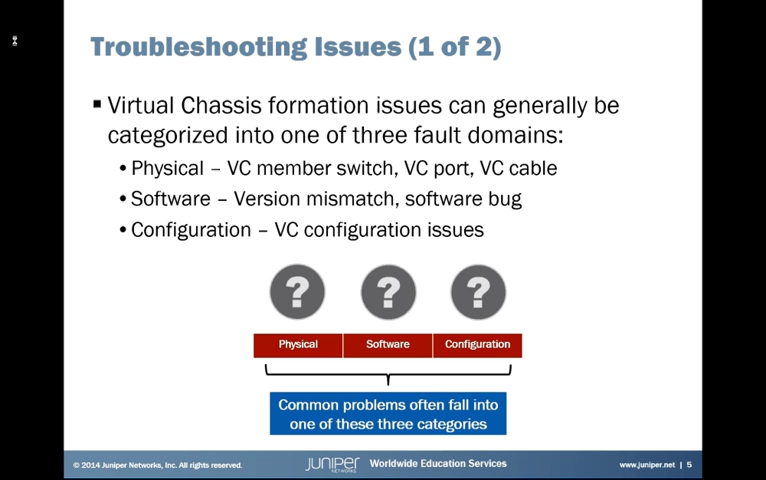 Troubleshooting Issues (1 of 2)
▪ Virtual Chassis formation issues can generally be
categorized into one of three fault domains:
• Physical – VC member switch, VC port, VC cable
• Software – Version mismatch, software bug
• Configuration – VC configuration issues
? ? ?
Physical Software Configuration
Common problems often fall into
one of these three categories
© 2014 Juniper Networks, Inc. All rights reserved. JUNIPER Worldwide Education Services www.juniper.net | 5
NETWORKS